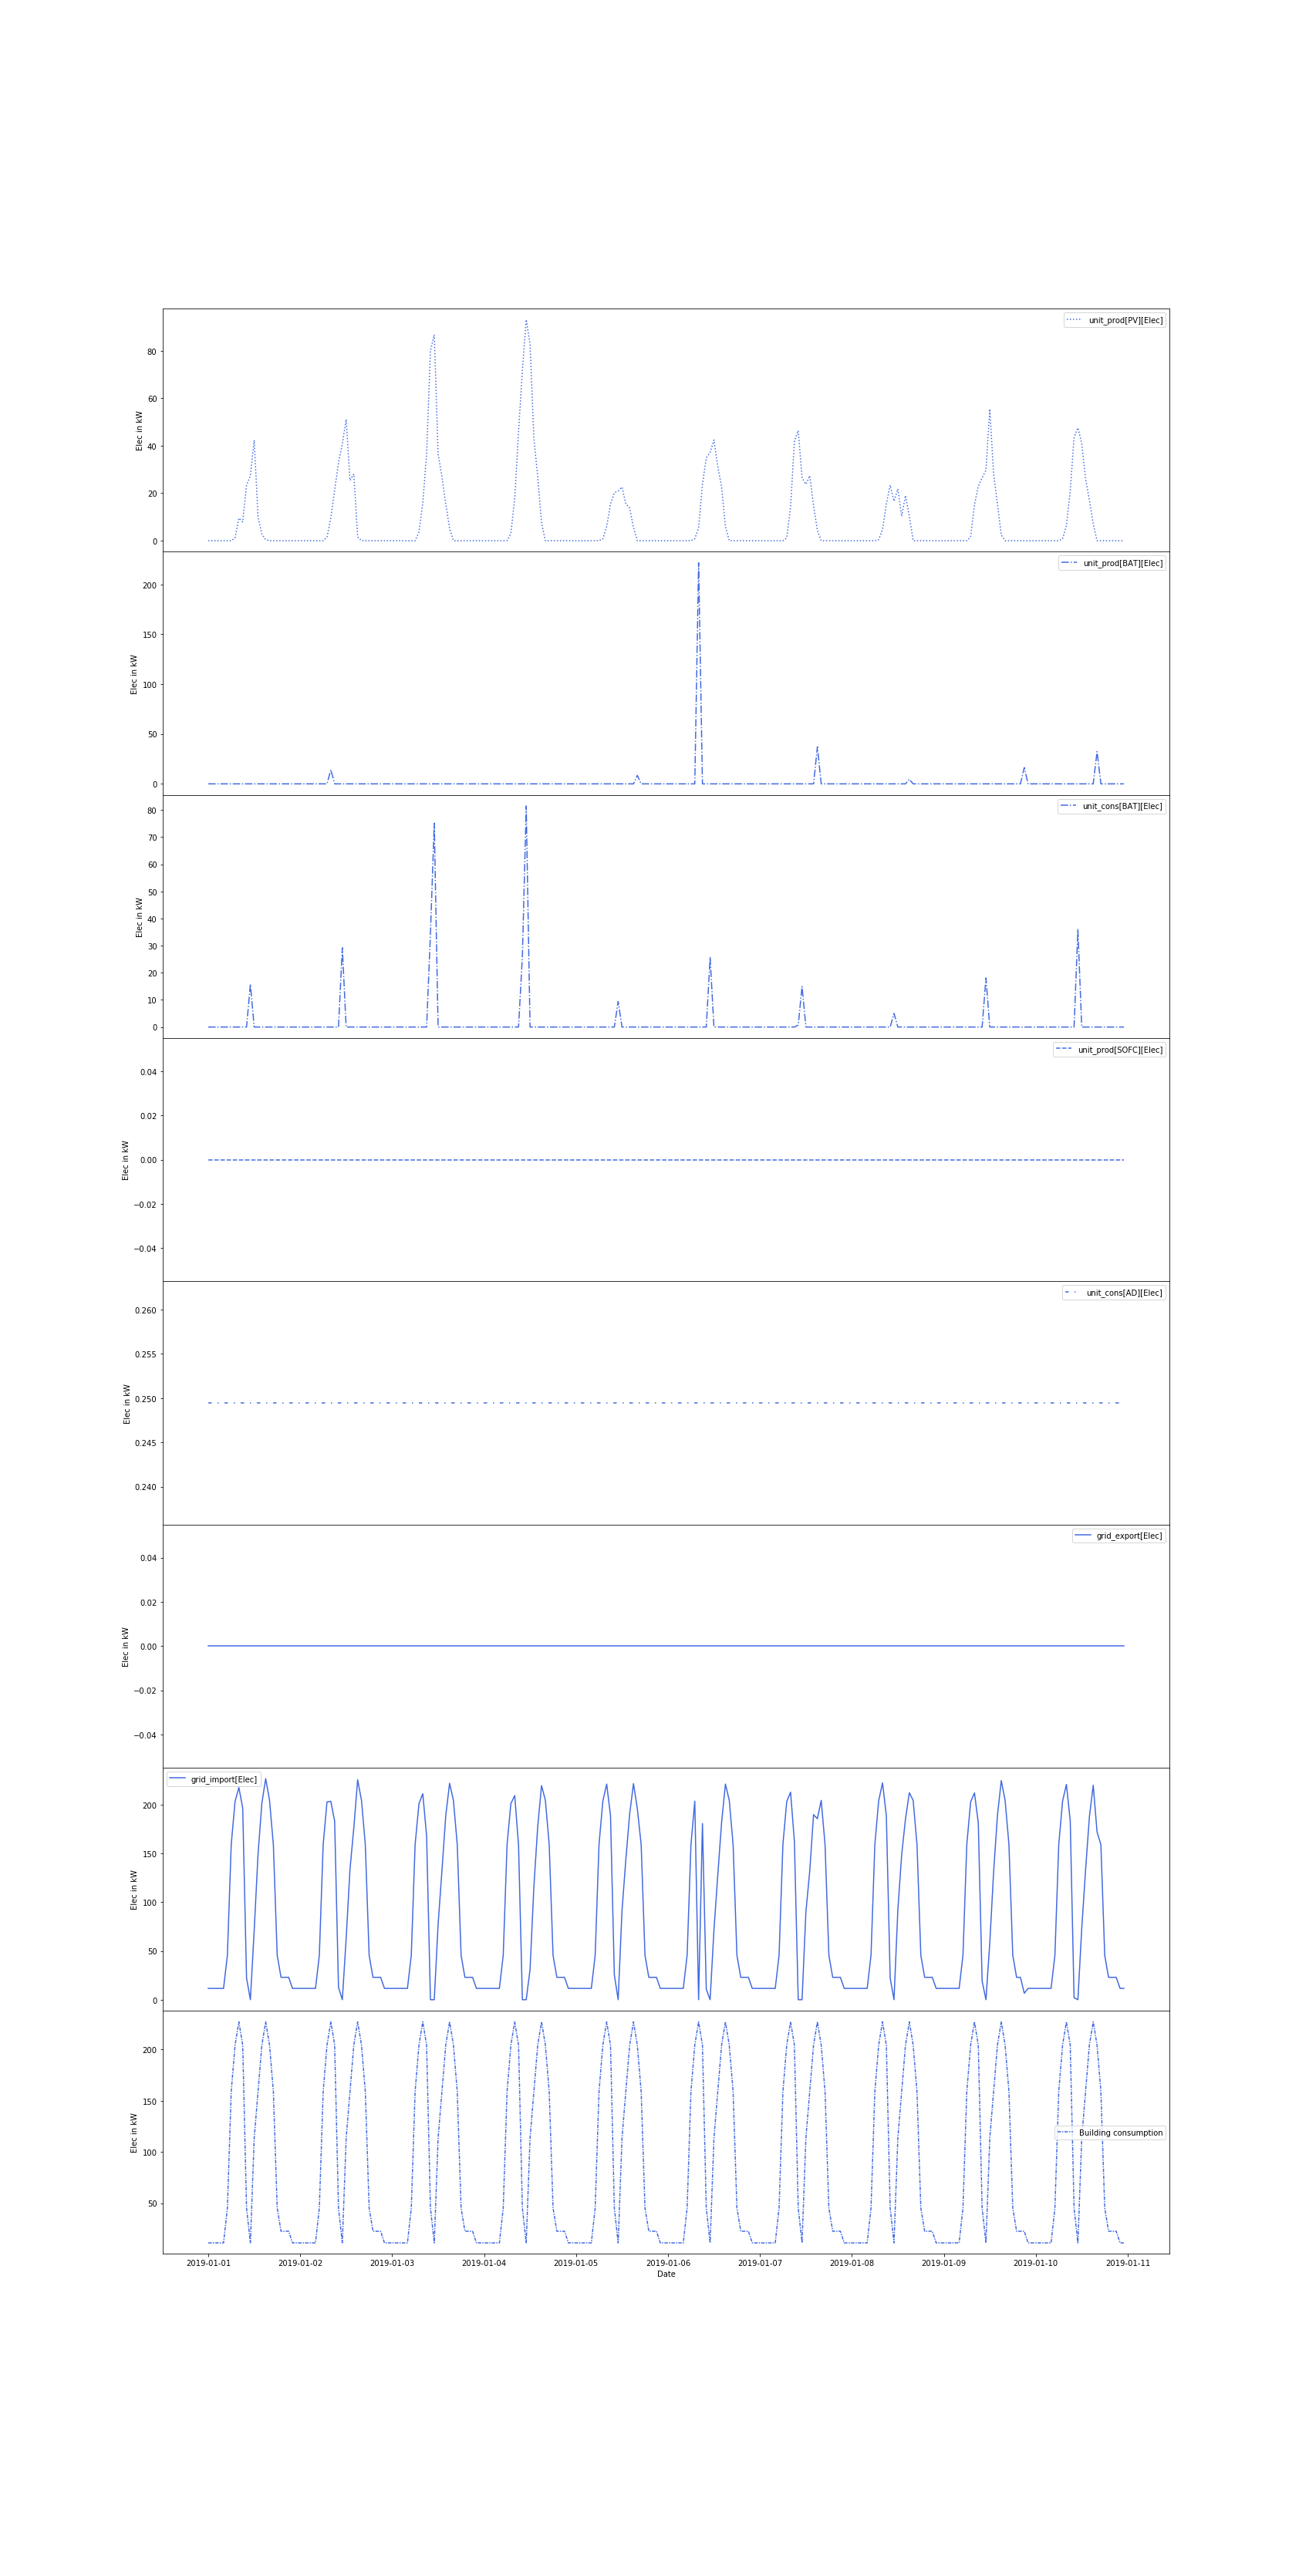 unit_prod[PV][Elec]
80
60
40
20
0
Elec in kW
unit_prod[BAT][Elec]
200
150
100
50
0
Elec in kW
unit_cons[BAT][Elec]
80
70
60
50
40
30
20
10
0
Elec in kW
unit_prod[SOFC][Elec]
0.04
0.02
0.00
−0.02
−0.04
Elec in kW
unit_cons[AD][Elec]
0.260
0.255
0.250
0.245
0.240
Elec in kW
grid_export[Elec]
0.04
0.02
0.00
−0.02
−0.04
Elec in kW
grid_import[Elec]
200
150
100
50
0
Elec in kW
200
150
100
50
Elec in kW
Building consumption
2019-01-01 2019-01-02 2019-01-03 2019-01-04 2019-01-05 2019-01-06 2019-01-07 2019-01-08 2019-01-09 2019-01-10 2019-01-11
Date